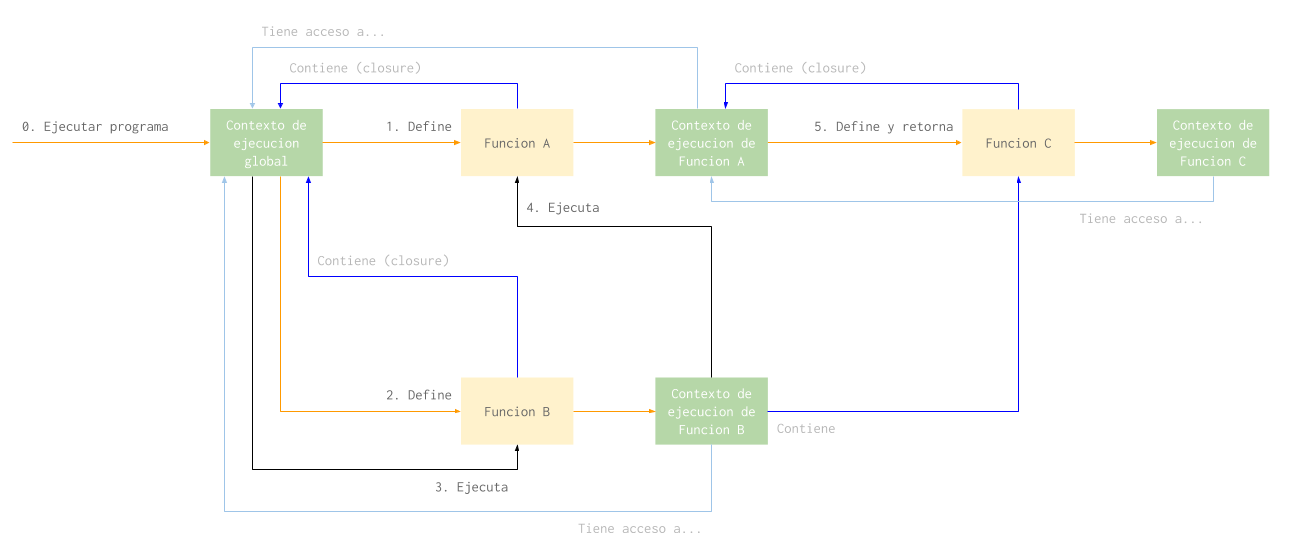 Tiene acceso a...
Contiene (closure)
Contiene (closure)
0. Ejecutar programa
Contexto de
ejecucion
global
1. Define
Funcion A
Contexto de
ejecucion de
Funcion A
5. Define y retorna
Funcion C
Contexto de
ejecucion de
Funcion C
4. Ejecuta
Tiene acceso a...
Contiene (closure)
2. Define
Funcion B
Contexto de
ejecucion de
Funcion B
Contiene
3. Ejecuta
Tiene acceso a...